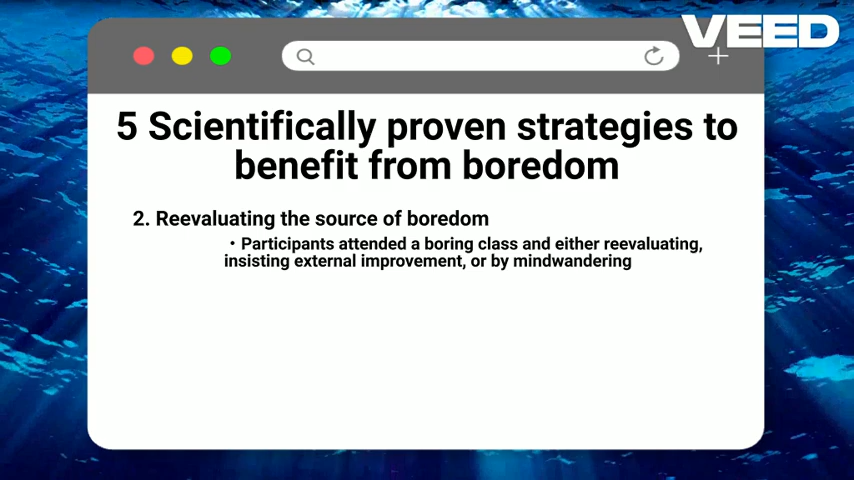 VEED
5 Scientifically proven strategies to
benefit from boredom
2. Reevaluating the source of boredom
• Participants attended a boring class and either reevaluating,
insisting external improvement, or by mindwandering